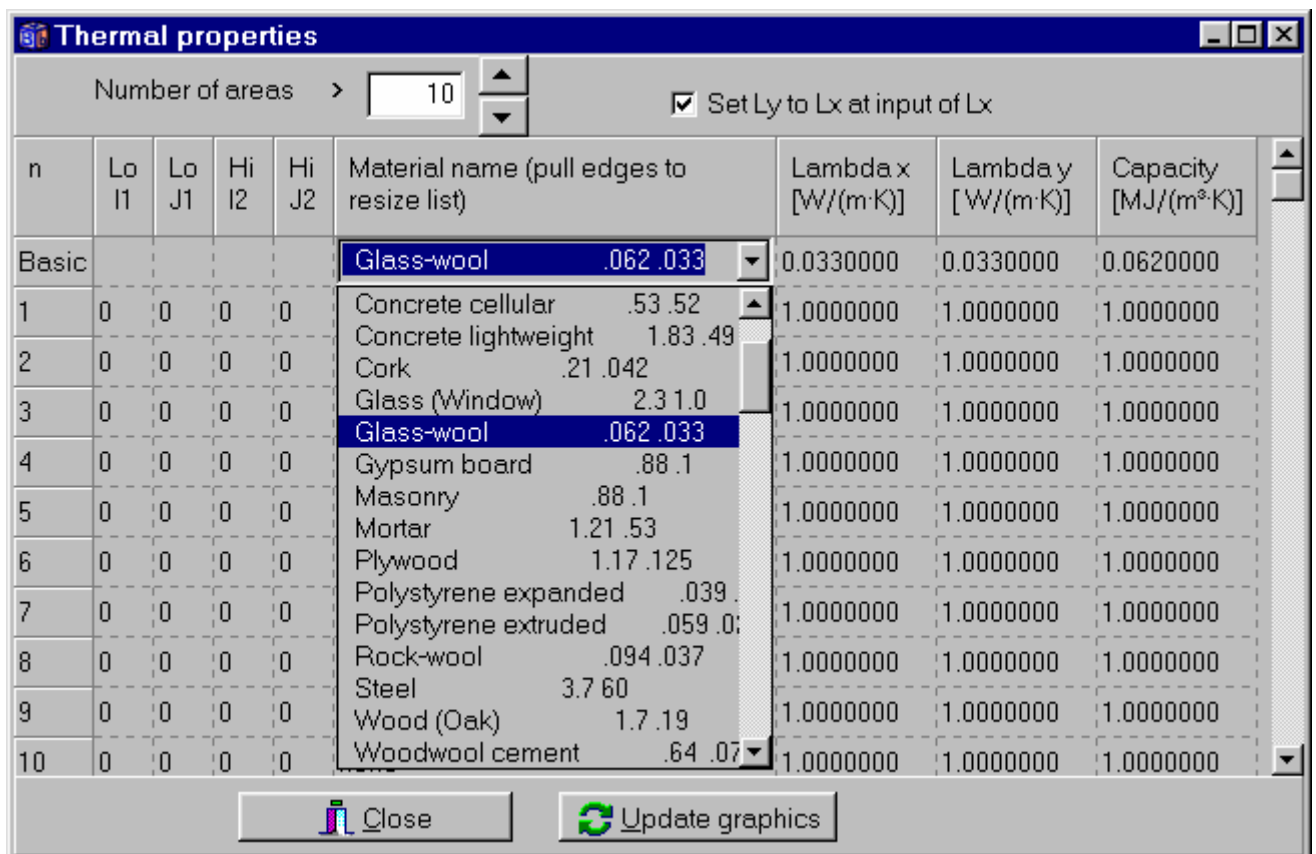 Thermal properties
Number of areas > 10
Set Ly to Lx at input of Lx
n Lo I1 Lo J1 Hi I2 Hi J2 Material name (pull edges to resize list) Lambda x [W/(m·K)] Lambda y [W/(m·K)] Capacity [MJ/(m³·K)]
Basic Glass-wool .062 .033 0.0330000 0.0330000 0.0620000
1 0 0 0 0 Concrete cellular .53 .52 1.0000000 1.0000000 1.0000000
Concrete lightweight 1.83 .49
2 0 0 0 0 Cork .21 .042 1.0000000 1.0000000 1.0000000
Glass (Window) 2.3 1.0
3 0 0 0 0 Glass-wool .062 .033 1.0000000 1.0000000 1.0000000
4 0 0 0 0 Gypsum board .88 .1 1.0000000 1.0000000 1.0000000
Masonry .88 .1
5 0 0 0 0 Mortar 1.21 .53 1.0000000 1.0000000 1.0000000
6 0 0 0 0 Plywood 1.17 .125 1.0000000 1.0000000 1.0000000
Polystyrene expanded .039 .
7 0 0 0 0 Polystyrene extruded .059 1.0000000 1.0000000 1.0000000
8 0 0 0 0 Rock-wool .094 .037 1.0000000 1.0000000 1.0000000
Steel 3.7 60
9 0 0 0 0 Wood (Oak) 1.7 .19 1.0000000 1.0000000 1.0000000
10 0 0 0 0 Woodwool cement .64 .07 1.0000000 1.0000000 1.0000000
Close
Update graphics